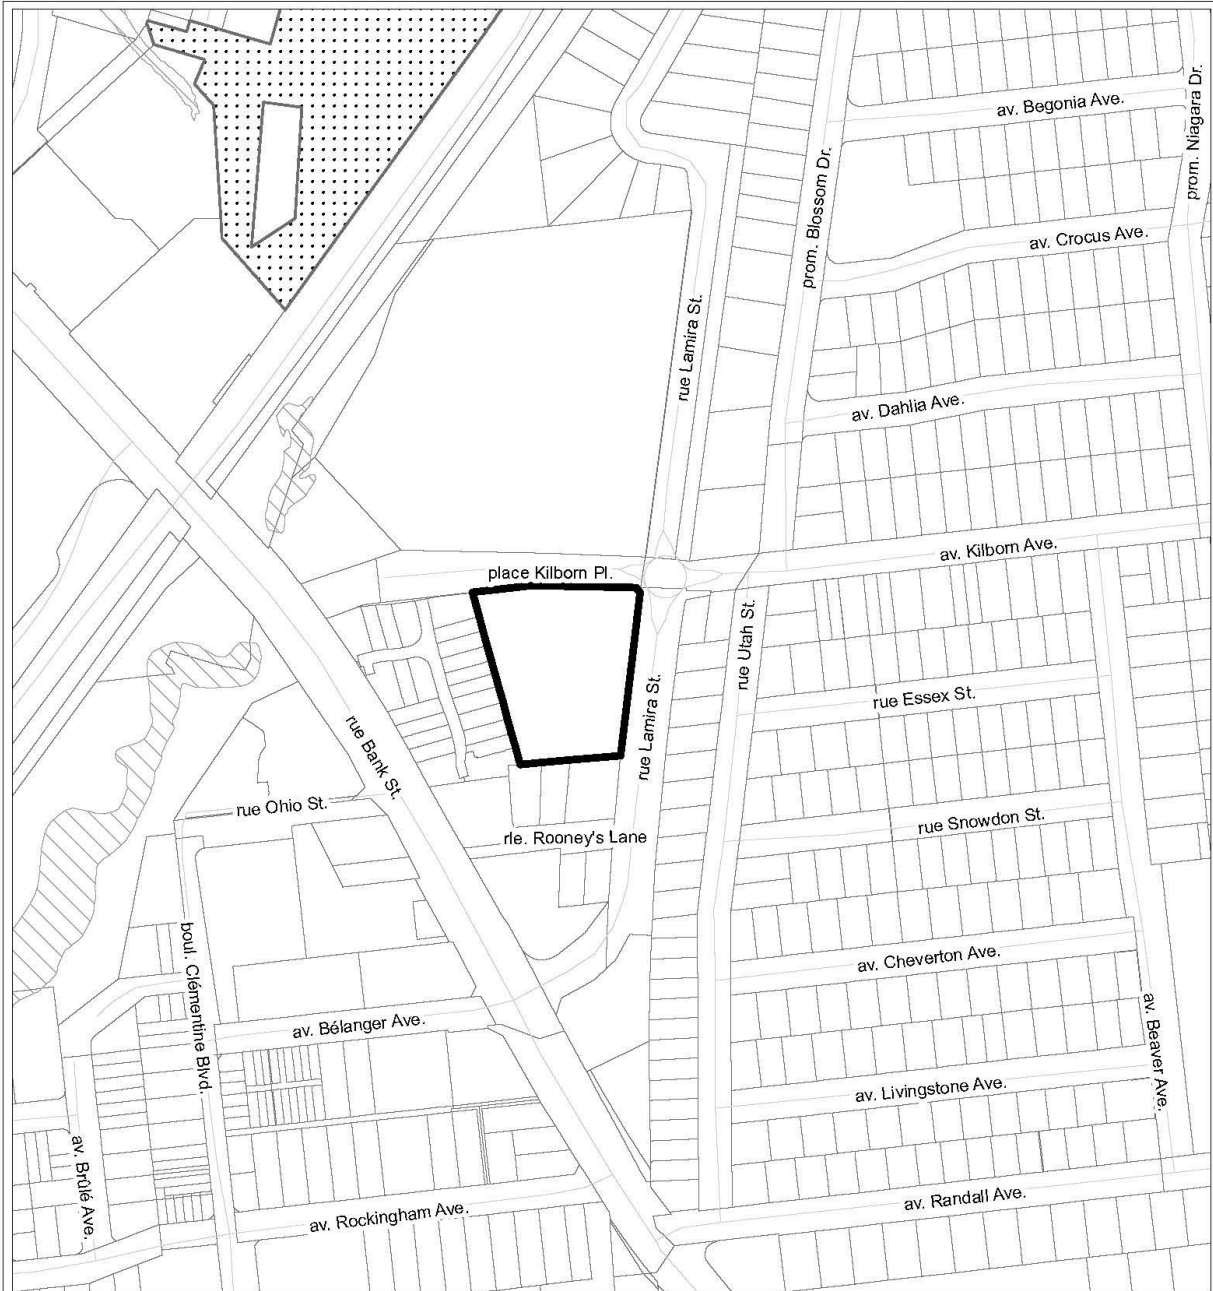 av. Begonia Ave.
prom. Niagara Dr.
prom. Blossom Dr.
av. Crocus Ave.
rue Lamira St.
av. Dahlia Ave.
av. Kilborn Ave.
place Kilborn Pl.
rue Utah St.
rue Essex St.
rue Lamira St.
rue Bank St.
rue Ohio St.
rue Snowdon St.
rle. Rooney's Lane
boul. Clémentine Blvd.
av. Cheverton Ave.
av. Bélanger Ave.
av. Beaver Ave.
av. Livingstone Ave.
av. Brûlé Ave.
av. Randall Ave.
av. Rockingham Ave.